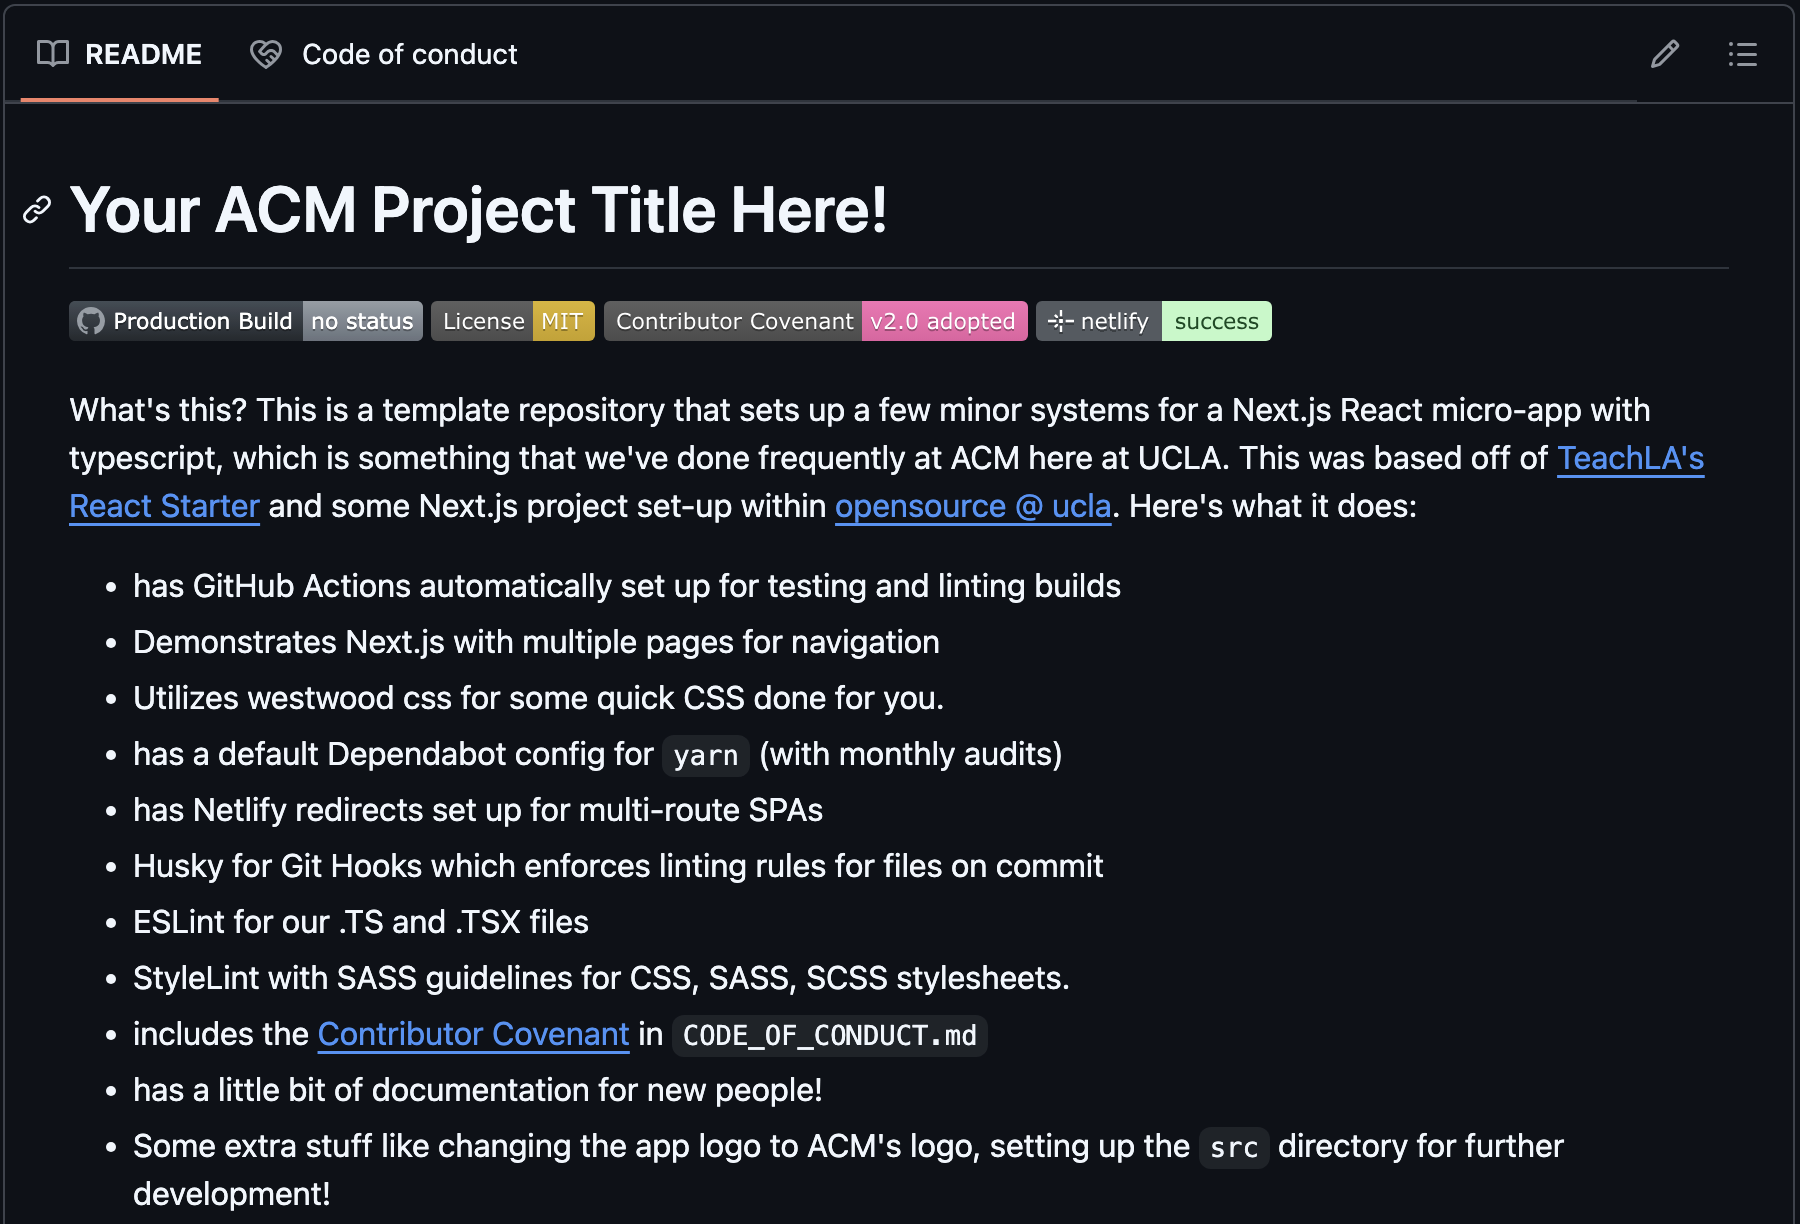 README Code of conduct
Your ACM Project Title Here!
Production Build no status License MIT Contributor Covenant v2.0 adopted netlify success
What's this? This is a template repository that sets up a few minor systems for a Next.js React micro-app with
typescript, which is something that we've done frequently at ACM here at UCLA. This was based off of TeachLA's
React Starter and some Next.js project set-up within opensource @ ucla. Here's what it does:
• has GitHub Actions automatically set up for testing and linting builds
• Demonstrates Next.js with multiple pages for navigation
• Utilizes westwood css for some quick CSS done for you.
• has a default Dependabot config for yarn (with monthly audits)
• has Netlify redirects set up for multi-route SPAs
• Husky for Git Hooks which enforces linting rules for files on commit
• ESLint for our .TS and .TSX files
• StyleLint with SASS guidelines for CSS, SASS, SCSS stylesheets.
• includes the Contributor Covenant in CODE_OF_CONDUCT.md
• has a little bit of documentation for new people!
• Some extra stuff like changing the app logo to ACM's logo, setting up the src directory for further
development!